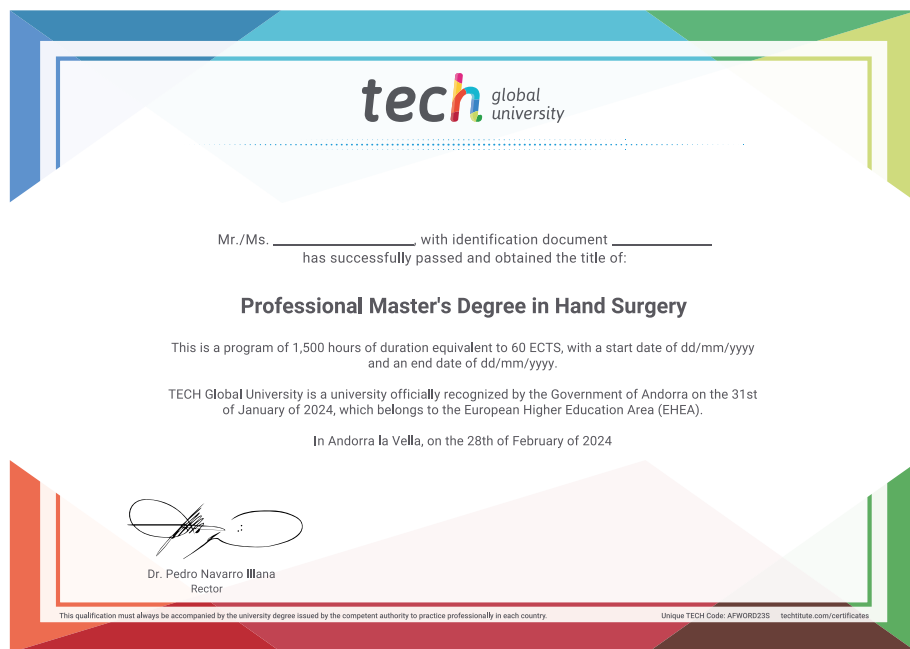 tech global university
Mr./Ms. ________________, with identification document ____________
has successfully passed and obtained the title of:
Professional Master's Degree in Hand Surgery
This is a program of 1,500 hours of duration equivalent to 60 ECTS, with a start date of dd/mm/yyyy
and an end date of dd/mm/yyyy.
TECH Global University is a university officially recognized by the Government of Andorra on the 31st
of January of 2024, which belongs to the European Higher Education Area (EHEA).
In Andorra la Vella, on the 28th of February of 2024
Dr. Pedro Navarro Illana
Rector
This qualification must always be accompanied by the university degree issued by the competent authority to practice professionally in each country. Unique TECH Code: AFWORD23S techtitute.com/certificates